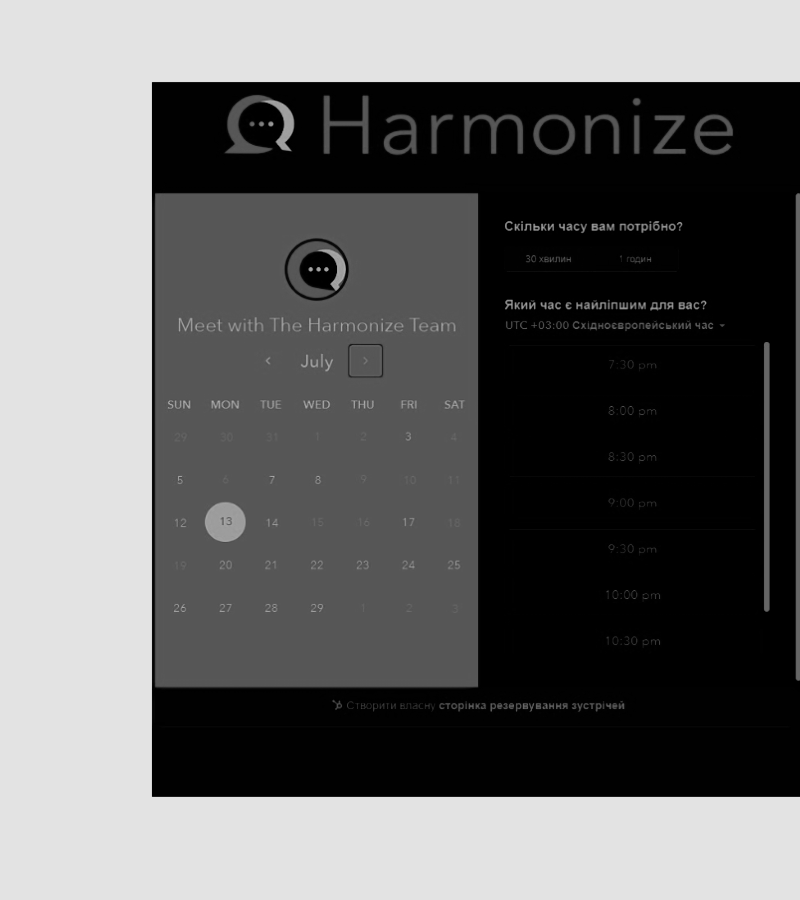 Harmonize
Meet with The Harmonize Team
July
SUN MON TUE WED THU FRI SAT
29 30 31 1 2 3 4
5 6 7 8 9 10 11
12 13 14 15 16 17 18
19 20 21 22 23 24 25
26 27 28 29 1 2 3
Скільки часу вам потрібно?
30 хвилин 1 годин
Який час є найліпшим для вас?
UTC +03:00 Східноєвропейський час
7:30 pm
8:00 pm
8:30 pm
9:00 pm
9:30 pm
10:00 pm
10:30 pm
Створити власну сторінка резервування зустрічей